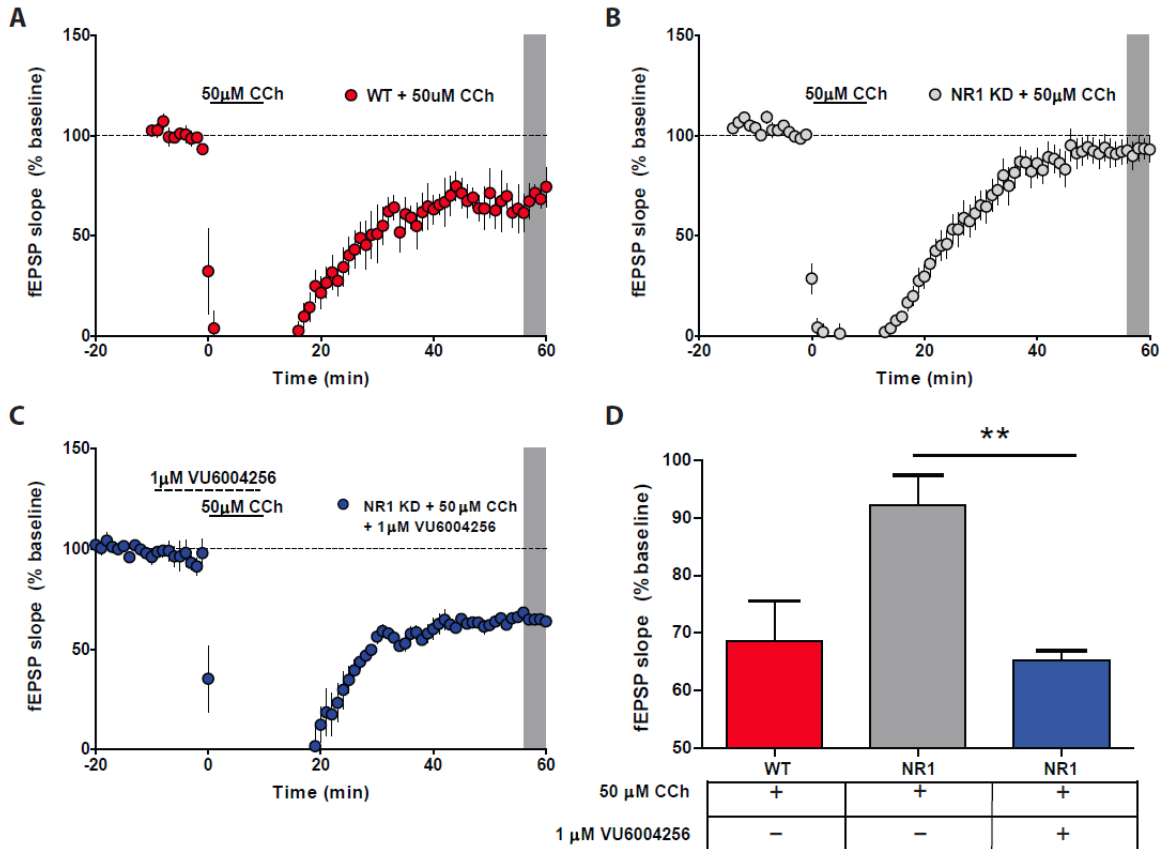 A
150
100
50
0
fEPSP slope (% baseline)
50μM CCh
WT + 50uM CCh
-20
0
20
40
60
Time (min)
B
150
100
50
0
fEPSP slope (% baseline)
50μM CCh
NR1 KD + 50μM CCh
-20
0
20
40
60
Time (min)
C
150
100
50
0
fEPSP slope (% baseline)
1μM VU6004256
50μM CCh
NR1 KD + 50 μM CCh
+ 1μM VU6004256
-20
0
20
40
60
Time (min)
D
**
100
90
80
70
60
50
fEPSP slope (% baseline)
WT NR1 NR1
50 μM CCh + + +
1 μM VU6004256 – – +